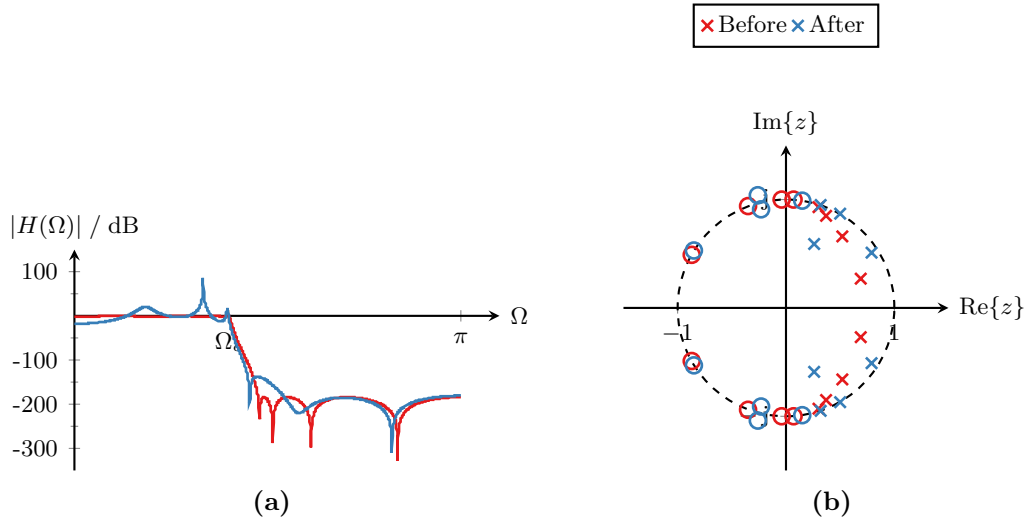 Before After
Im{z}
|H(Ω)| / dB
100
-100
-200
-300
Ω
π
j
Re{z}
−1
1
(a)
(b)